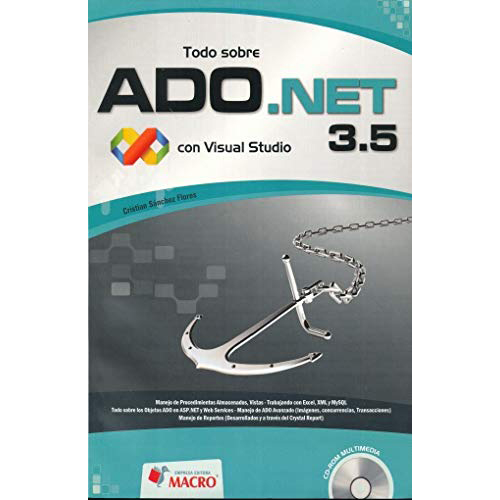 Todo sobre
ADO.NET
3.5
con Visual Studio
Cristian Sánchez Flores
Manejo de Procedimientos Almacenados, Vistas - Trabajando con Excel, XML y MySQL
Todo sobre los Objetos ADO en ASP.NET y Web Services - Manejo de ADO Avanzado (Imágenes, concurrencias, Transacciones)
Manejo de Reportes (Desarrollados y a través del Crystal Report)
EMPRESA EDITORA
MACRO
CD-ROM MULTIMEDIA